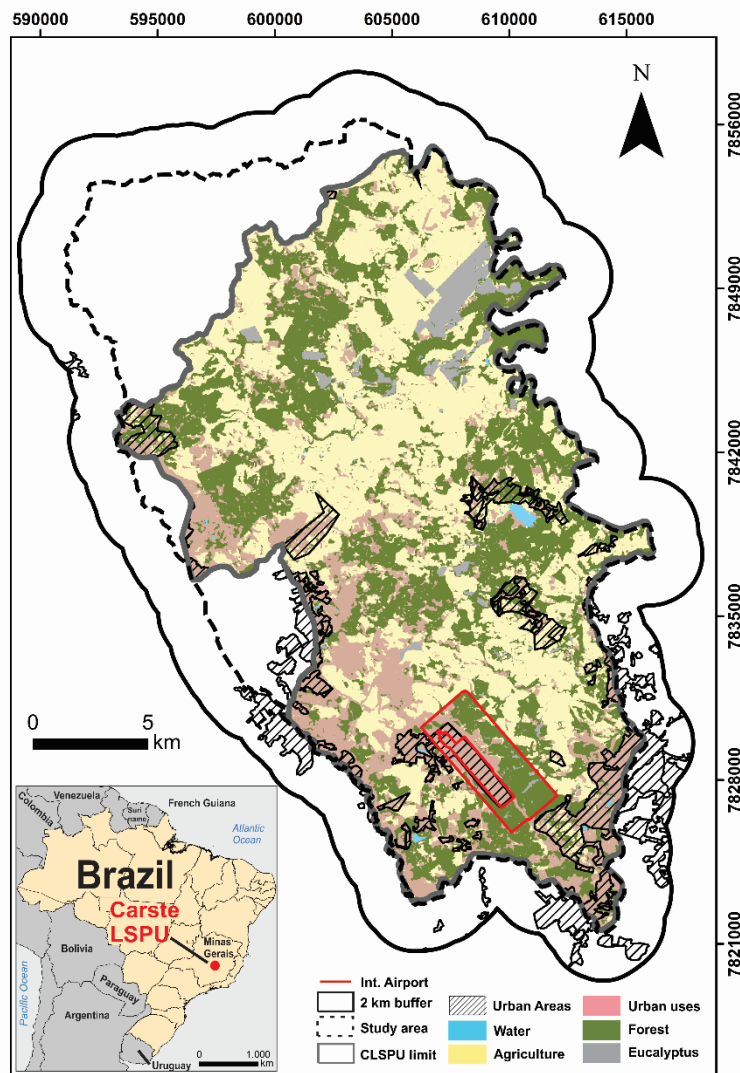 590000 595000 600000 605000 610000 615000
N
7856000
7849000
7842000
7835000
7828000
7821000
0 5
km
Venezuela
Colombia
Suri
name
French Guiana
Atlantic
Ocean
Brazil
Carste
LSPU
Minas
Gerais
Bolivia
Paraguay
Pacific Ocean
Argentina
Uruguay
0 1.000
km
Int. Airport
2 km buffer
Study area
CLSPU limit
Urban Areas
Water
Agriculture
Urban uses
Forest
Eucalyptus